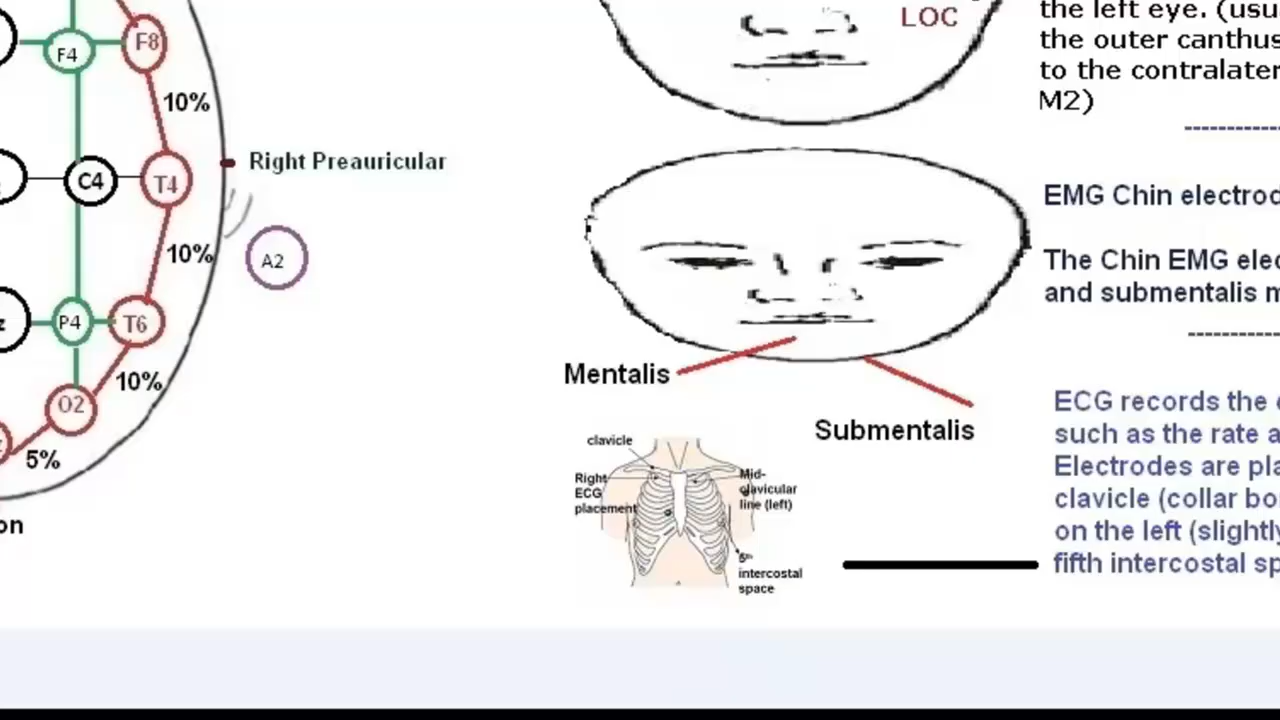 F4
F8
10%
Right Preauricular
C4
T4
10%
A2
z
P4
T6
10%
O2
5%
on
LOC
the left eye. (usu
the outer canthus
to the contralater
M2)
EMG Chin electrod
The Chin EMG elec
and submentalis m
Mentalis
Submentalis
clavicle
Right
ECG
placement
Mid-
clavicular
line (left)
5th
intercostal
space
ECG records the
such as the rate a
Electrodes are pla
clavicle (collar bo
on the left (slightly
fifth intercostal sp